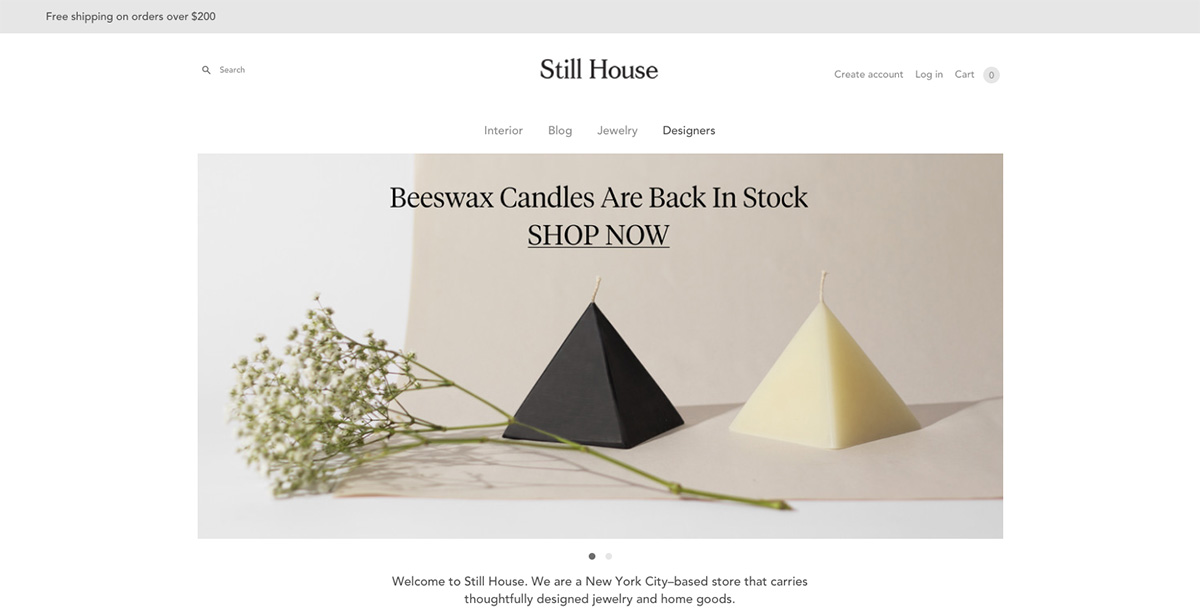 Free shipping on orders over $200
Search
Still House
Create account Log in Cart 0
Interior Blog Jewelry Designers
Beeswax Candles Are Back In Stock
SHOP NOW
Welcome to Still House. We are a New York City–based store that carries
thoughtfully designed jewelry and home goods.